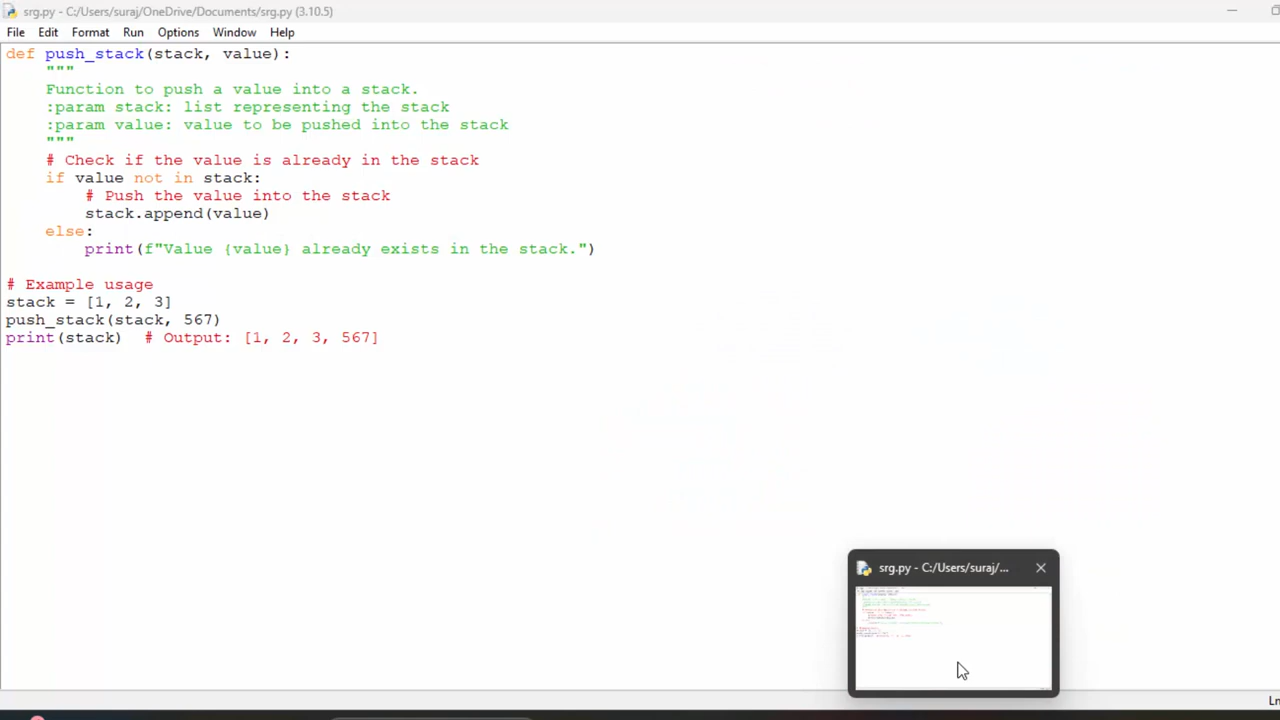 srg.py - C:/Users/suraj/OneDrive/Documents/srg.py (3.10.5)
File Edit Format Run Options Window Help
def push_stack(stack, value):
    """
    Function to push a value into a stack.
    :param stack: list representing the stack
    :param value: value to be pushed into the stack
    """
    # Check if the value is already in the stack
    if value not in stack:
        # Push the value into the stack
        stack.append(value)
    else:
        print(f"Value {value} already exists in the stack.")
# Example usage
stack = [1, 2, 3]
push_stack(stack, 567)
print(stack)  # Output: [1, 2, 3, 567]
srg.py - C:/Users/suraj/...
Ln